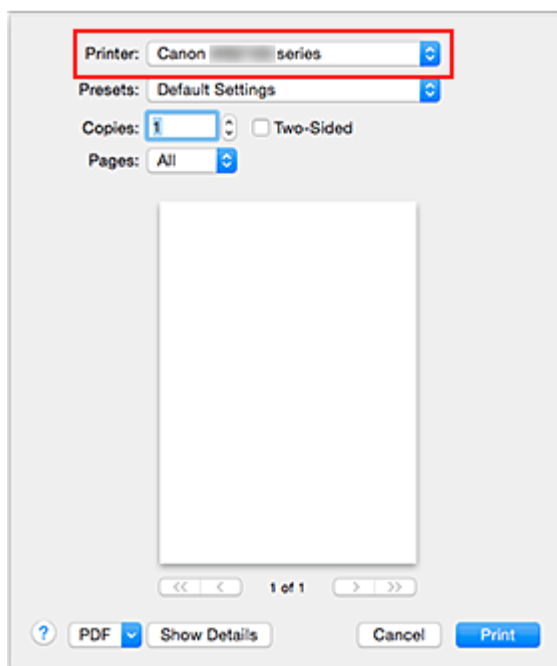 Printer: Canon series
Presets: Default Settings
Copies: 1 Two-Sided
Pages: All
<< < 1 of 1 > >>
? PDF Show Details Cancel Print